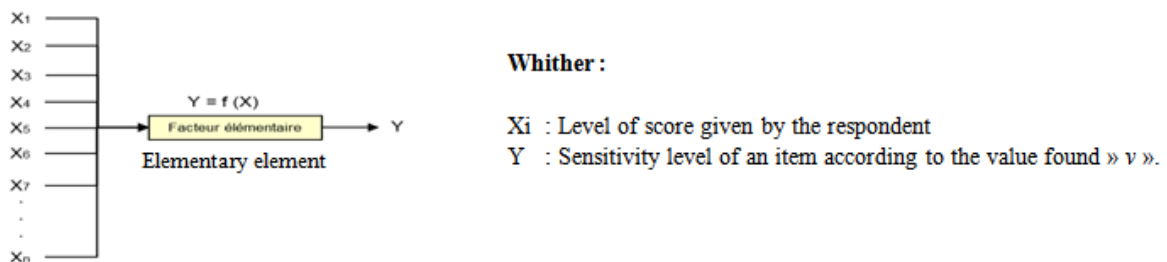 X1
X2
X3
X4
X5
X6
X7
.
.
.
Xn
Y = f (X)
Facteur élémentaire
Y
Elementary element
Whither :
Xi : Level of score given by the respondent
Y : Sensitivity level of an item according to the value found » v ».